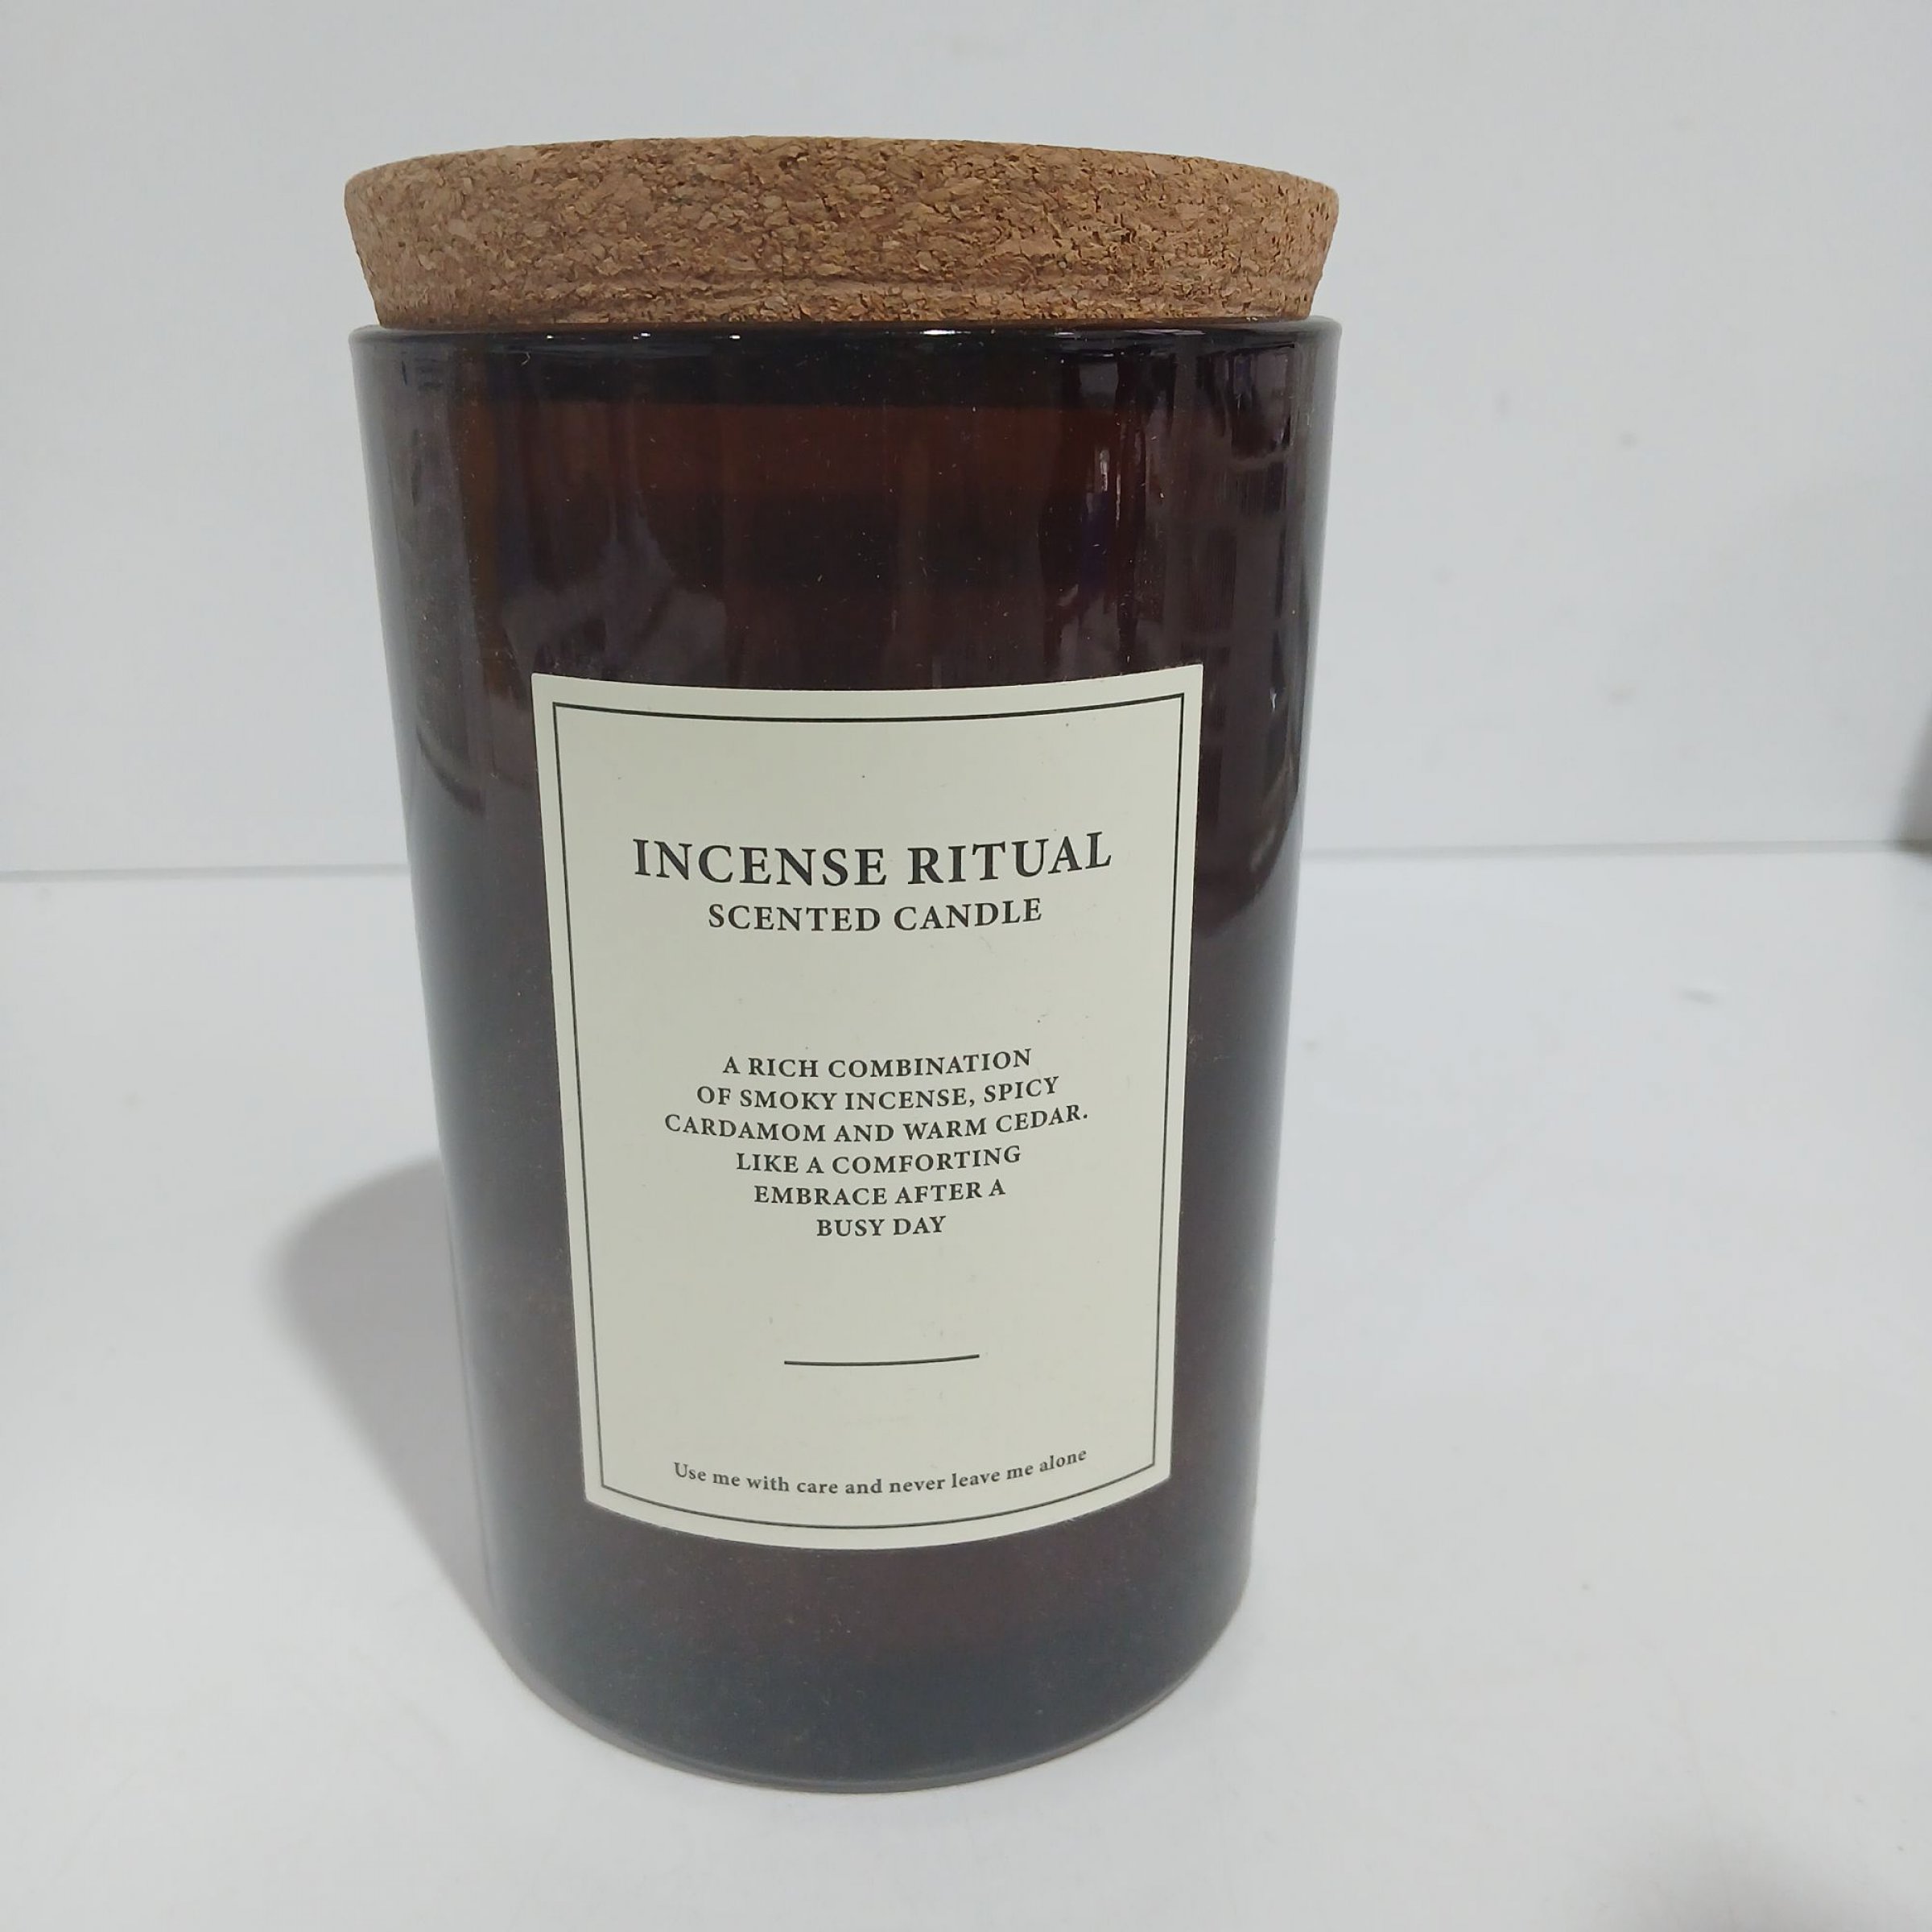 INCENSE RITUAL
SCENTED CANDLE
A RICH COMBINATION
OF SMOKY INCENSE, SPICY
CARDAMOM AND WARM CEDAR.
LIKE A COMFORTING
EMBRACE AFTER A
BUSY DAY
Use me with care and never leave me alone